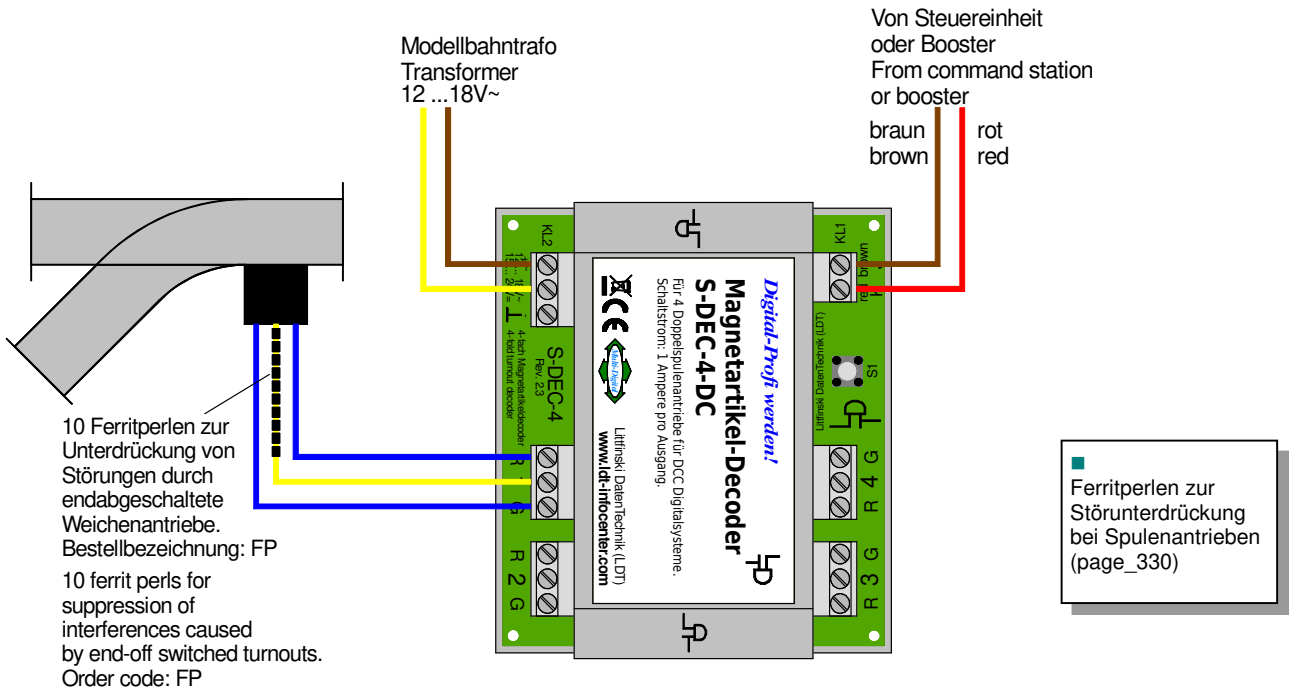 Modellbahntrafo
Transformer
12 ...18V~
Von Steuereinheit
oder Booster
From command station
or booster
braun
brown
rot
red
10 Ferritperlen zur
Unterdrückung von
Störungen durch
endabgeschaltete
Weichenantriebe.
Bestellbezeichnung: FP
10 ferrit perls for
suppression of
interferences caused
by end-off switched turnouts.
Order code: FP
KL2
S-DEC-4
Rev. 2.3
4-fach Magnetartikeldecoder
4-fold turnout decoder
R
G
R 2 G
Digital-Profi werden!
Magnetartikel-Decoder
S-DEC-4-DC
Für 4 Doppelspulenantriebe für DCC Digitalsysteme.
Schaltstrom: 1 Ampere pro Ausgang.
CE
Multi-Digital
Littfinski DatenTechnik (LDT)
www.ldt-infocenter.com
KL1
red brown
Littfinski DatenTechnik (LDT)
S1
R 4 G
R 3 G
Ferritperlen zur
Störunterdrückung
bei Spulenantrieben
(page_330)